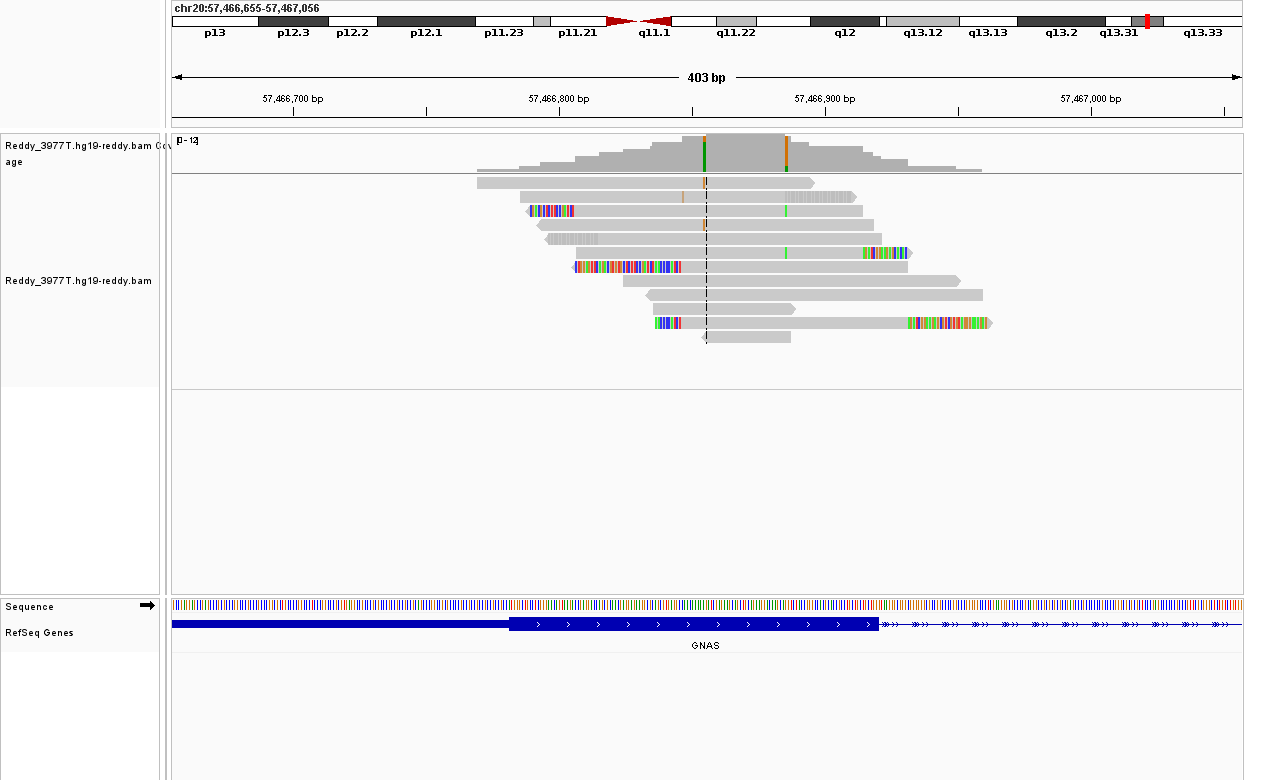 chr20:57,466,655-57,467,056
p13 p12.3 p12.2 p12.1 p11.23 p11.21 q11.1 q11.22 q12 q13.12 q13.13 q13.2 q13.31 q13.33
403 bp
57,466,700 bp 57,466,800 bp 57,466,900 bp 57,467,000 bp
[0 - 12]
Reddy_3977T.hg19-reddy.bam Cov
age
Reddy_3977T.hg19-reddy.bam
Sequence
RefSeq Genes
GNAS